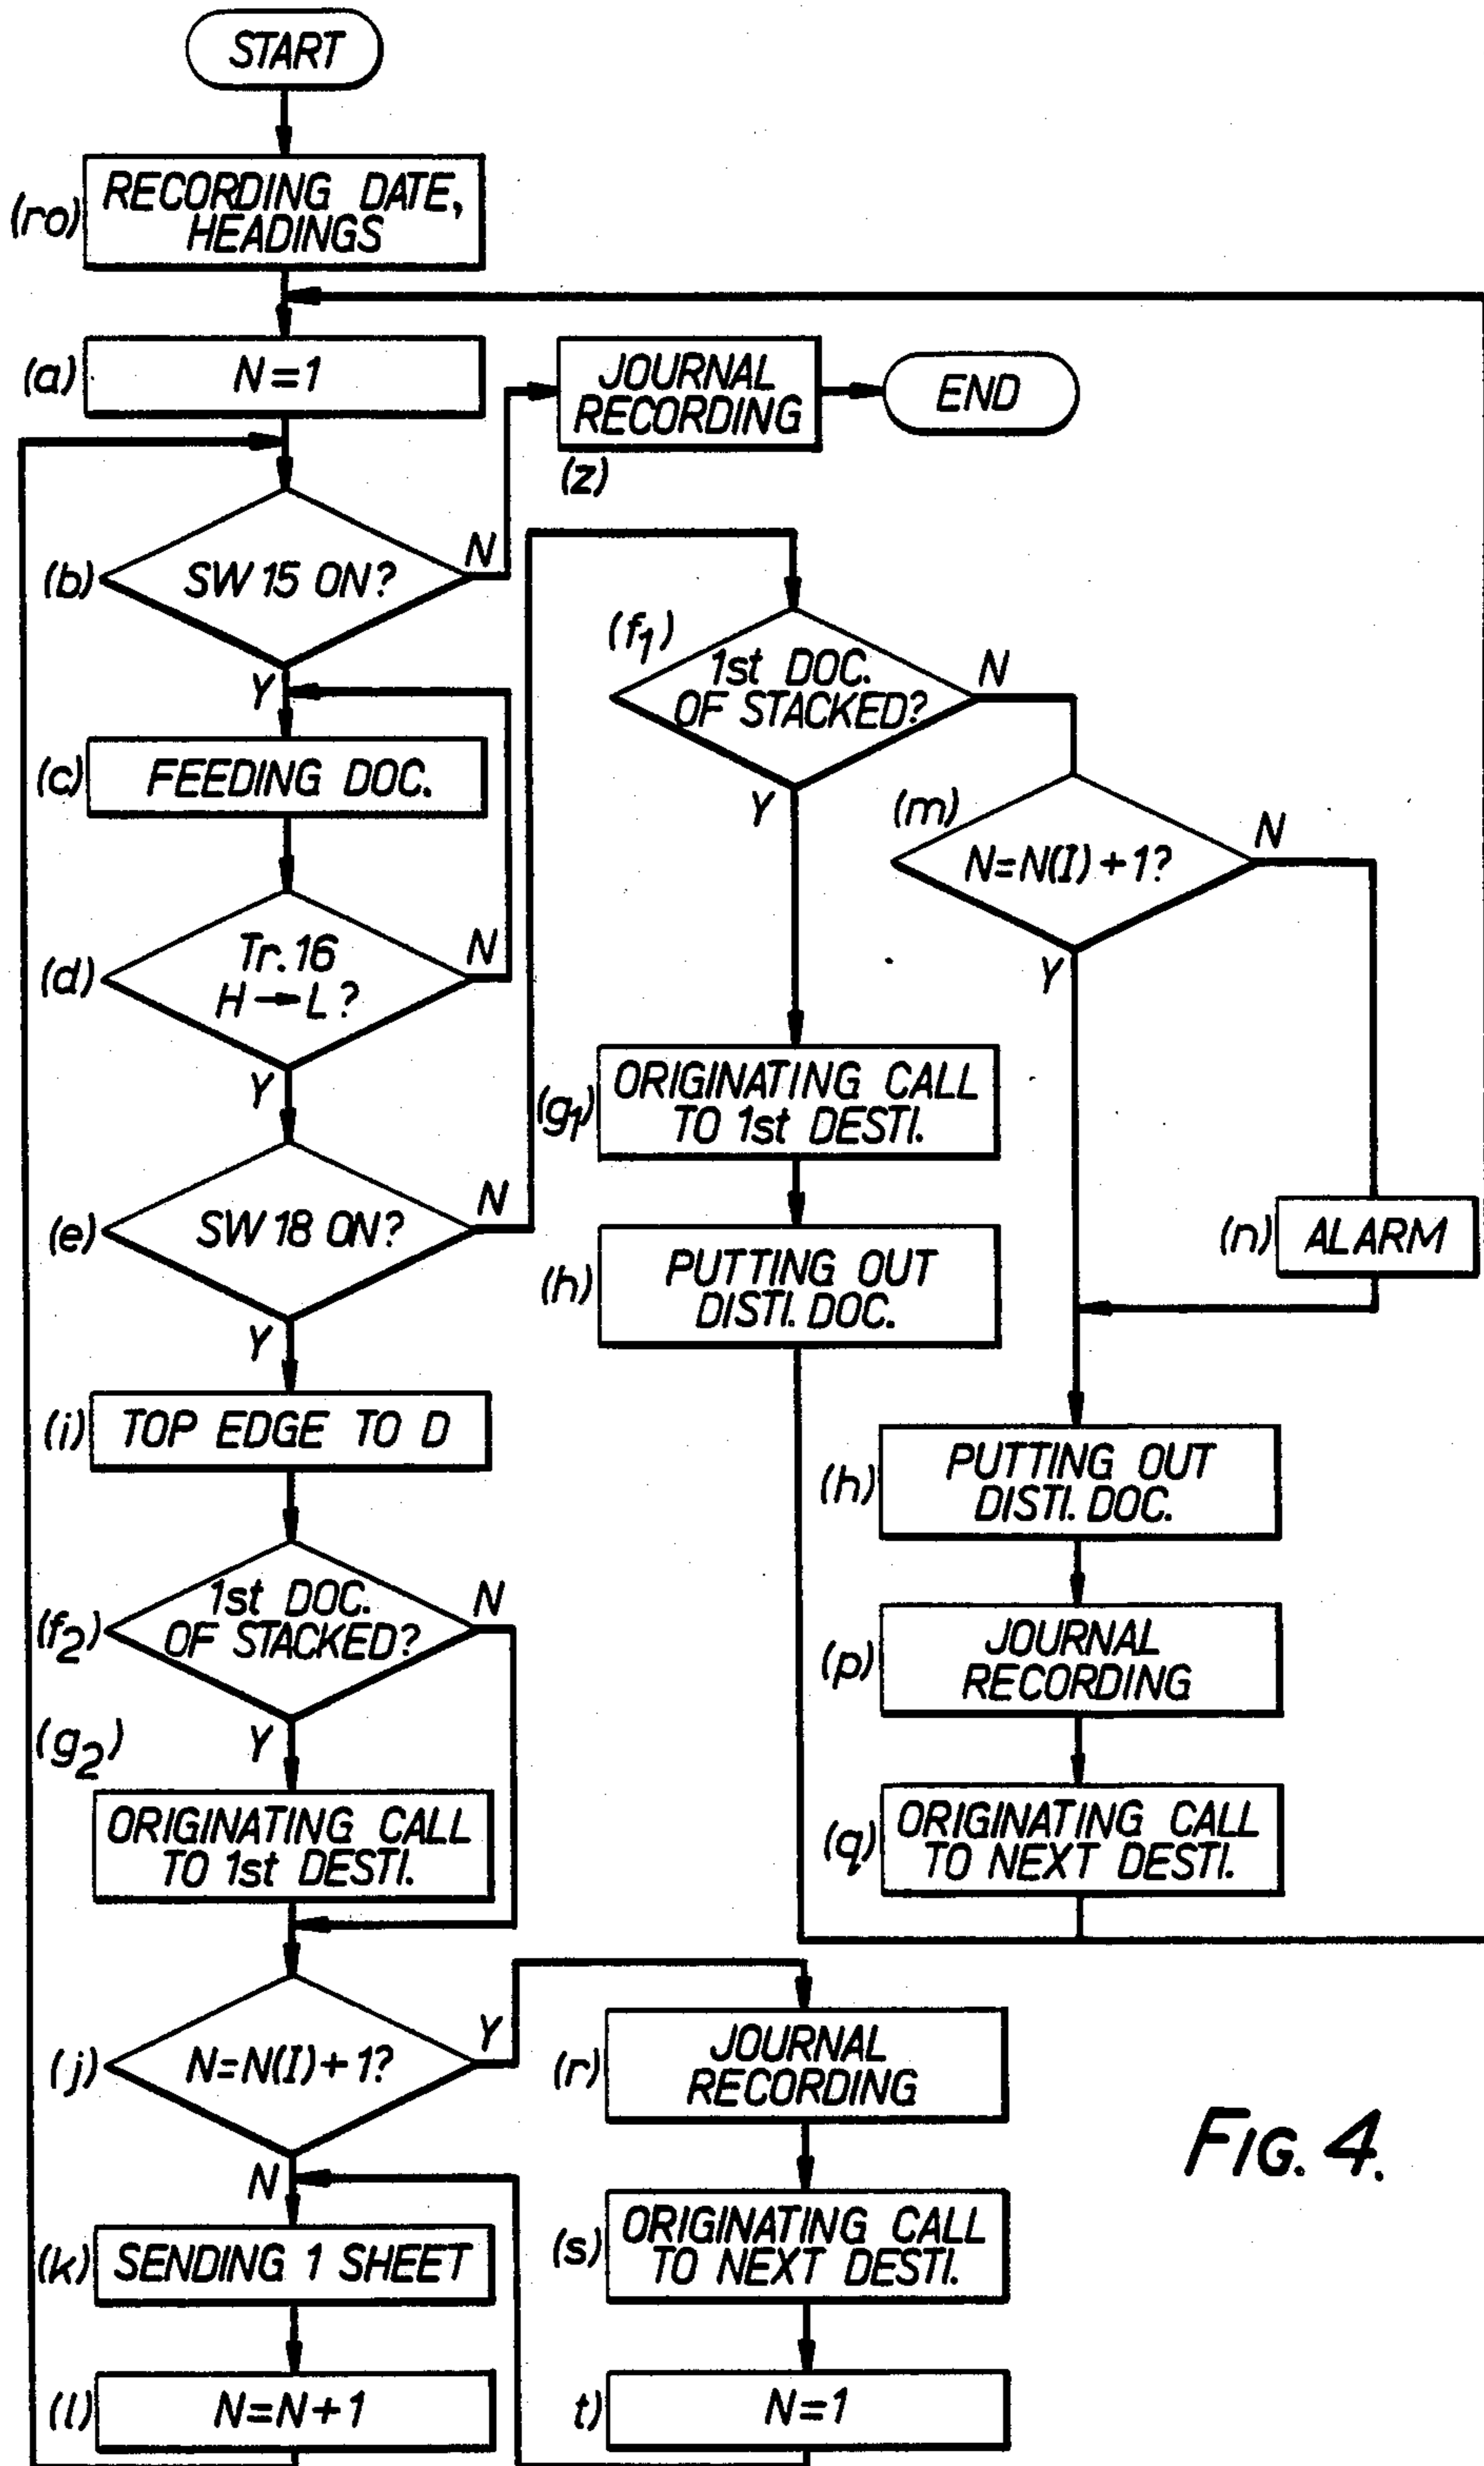 START
(ro)
RECORDING DATE,
HEADINGS
(a)
N=1
JOURNAL
RECORDING
(z)
END
(b)
SW 15 ON?
N
Y
(c)
FEEDING DOC.
(d)
Tr. 16
H → L?
N
Y
(e)
SW 18 ON?
N
Y
(i)
TOP EDGE TO D
(f2)
1st DOC.
OF STACKED?
N
Y
(g2)
ORIGINATING CALL
TO 1st DESTI.
(j)
N=N(I)+1?
Y
N
(k)
SENDING 1 SHEET
(l)
N=N+1
(f1)
1st DOC.
OF STACKED?
N
Y
(g1)
ORIGINATING CALL
TO 1st DESTI.
(h)
PUTTING OUT
DISTI. DOC.
(m)
N=N(I)+1?
N
Y
(n)
ALARM
(h)
PUTTING OUT
DISTI. DOC.
(p)
JOURNAL
RECORDING
(q)
ORIGINATING CALL
TO NEXT DESTI.
(r)
JOURNAL
RECORDING
(s)
ORIGINATING CALL
TO NEXT DESTI.
t)
N=1
FIG. 4.